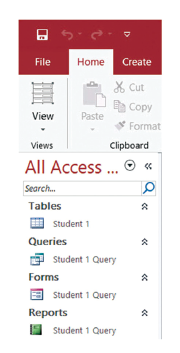 File Home Create
View
Paste
Cut
Copy
Format
Views Clipboard
All Access ...
Search...
Tables
Student 1
Queries
Student 1 Query
Forms
Student 1 Query
Reports
Student 1 Query